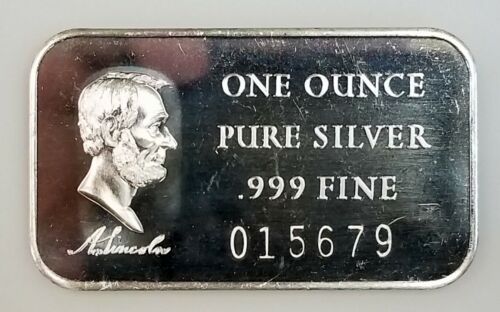 ONE OUNCE
PURE SILVER
.999 FINE
015679
A. Lincoln